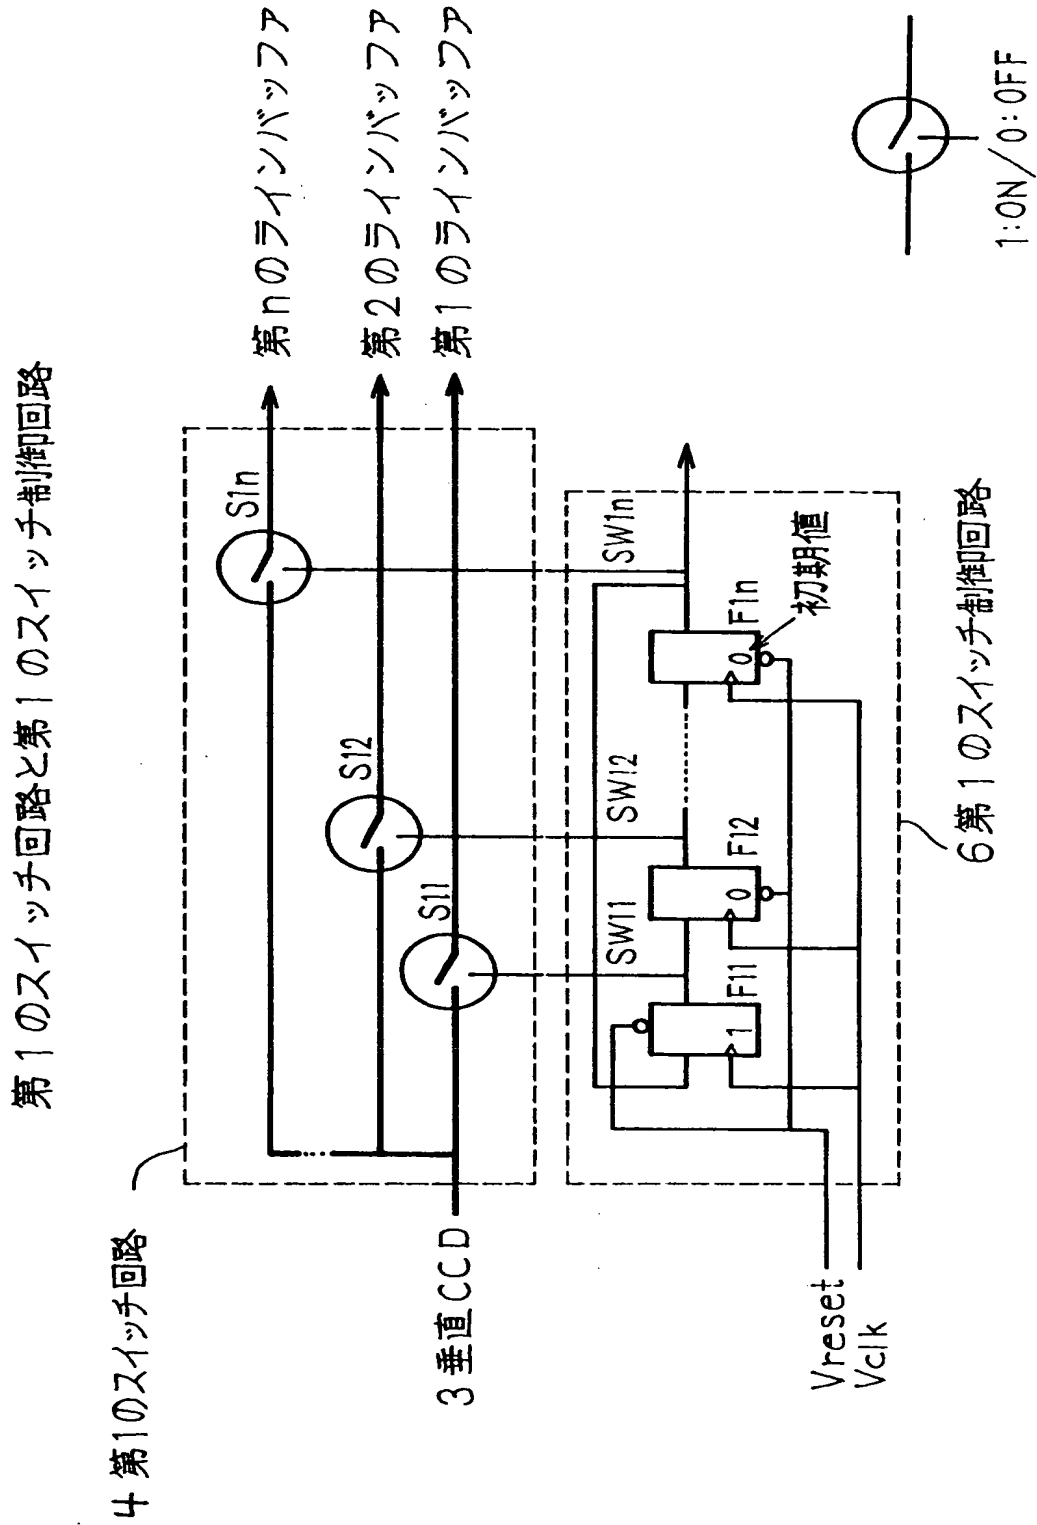 第1のスイッチ回路と第1のスイッチ制御回路
4 第1のスイッチ回路
S1n
第nのラインバッファ
S12
第2のラインバッファ
S11
第1のラインバッファ
3垂直CCD
SW11
SW12
SW1n
1
F11
0
F12
0
F1n
初期値
Vreset
Vclk
6第1のスイッチ制御回路
1:ON/0:OFF